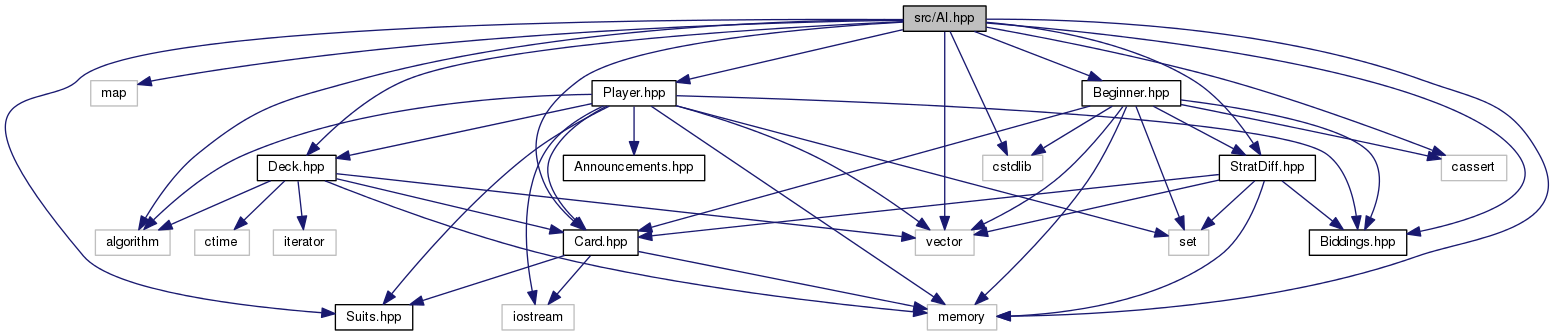 src/AI.hpp
map
Player.hpp
Beginner.hpp
Deck.hpp
Announcements.hpp
cstdlib
StratDiff.hpp
cassert
algorithm
ctime
iterator
Card.hpp
vector
set
Biddings.hpp
Suits.hpp
iostream
memory